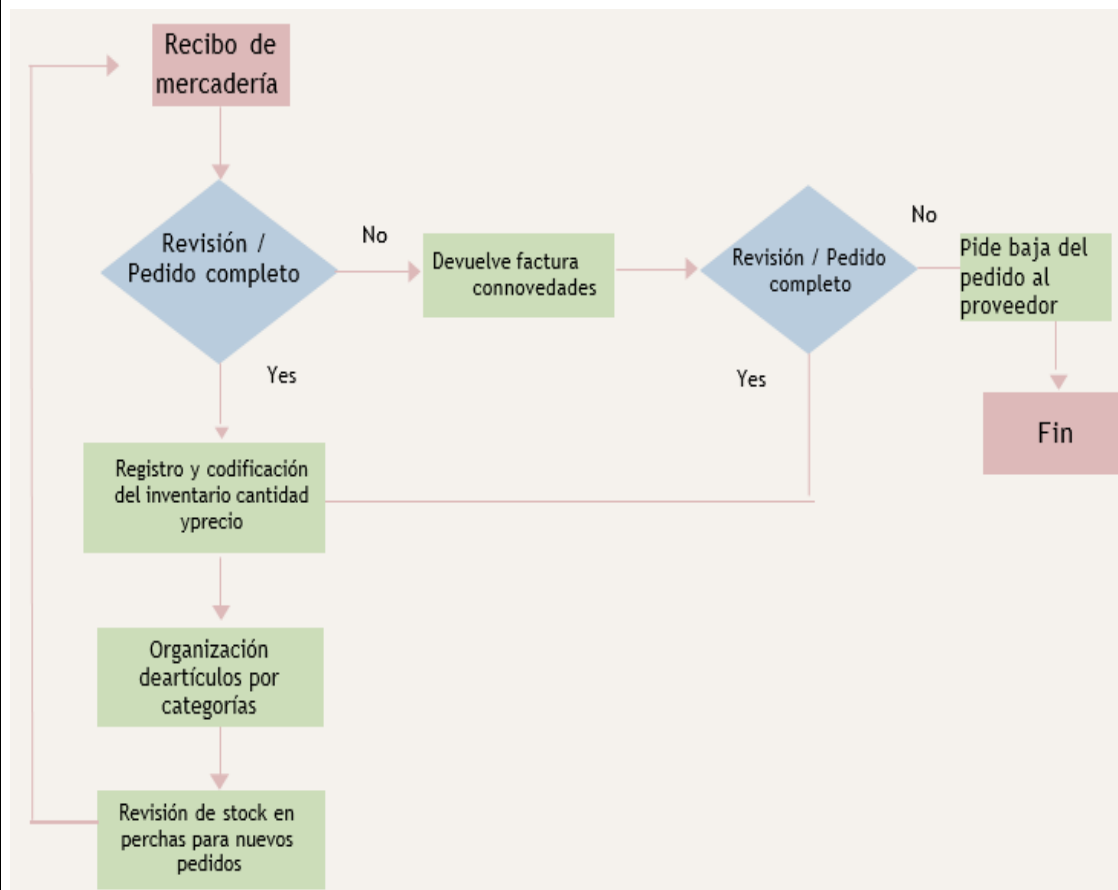 Recibo de
mercadería
Revisión /
Pedido completo
No
Devuelve factura
connovedades
Revisión / Pedido
completo
No
Pide baja del
pedido al
proveedor
Yes
Yes
Fin
Registro y codificación
del inventario cantidad
yprecio
Organización
deartículos por
categorías
Revisión de stock en
perchas para nuevos
pedidos